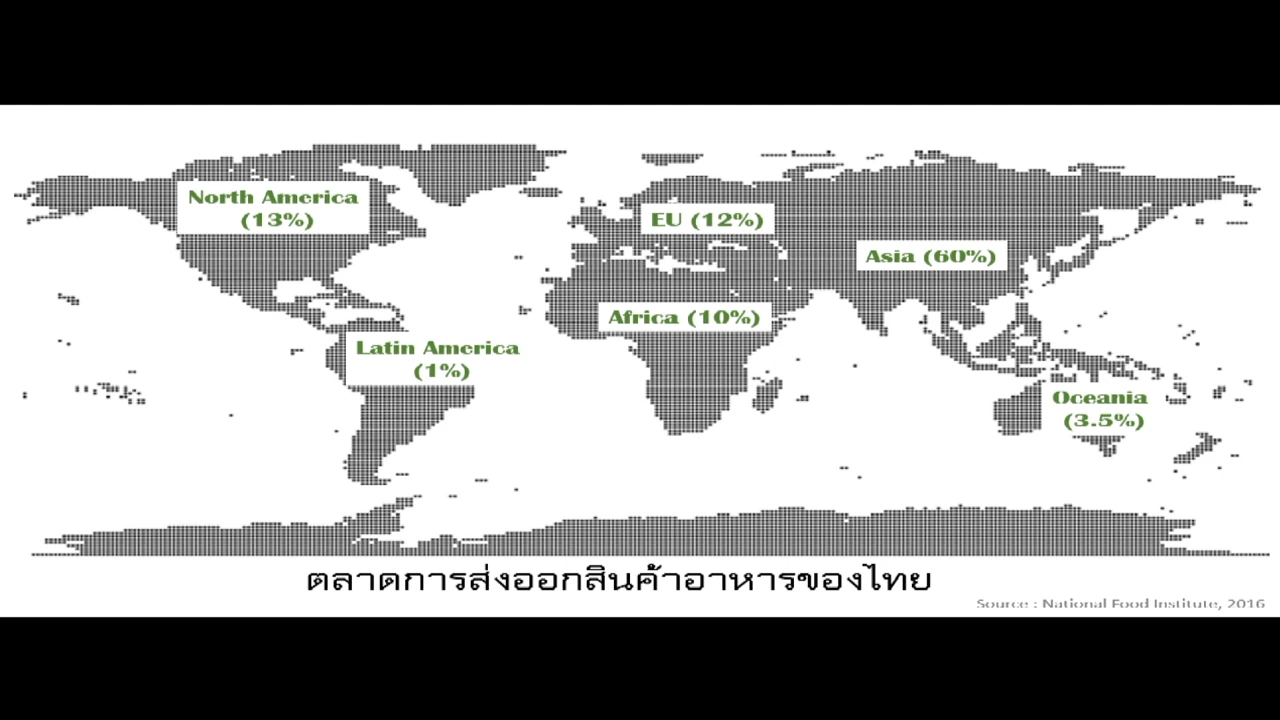 North America
(13%)
EU (12%)
Asia (60%)
Africa (10%)
Latin America
(1%)
Oceania
(3.5%)
ตลาดการส่งออกสินค้าอาหารของไทย
Source : National Food Institute, 2016